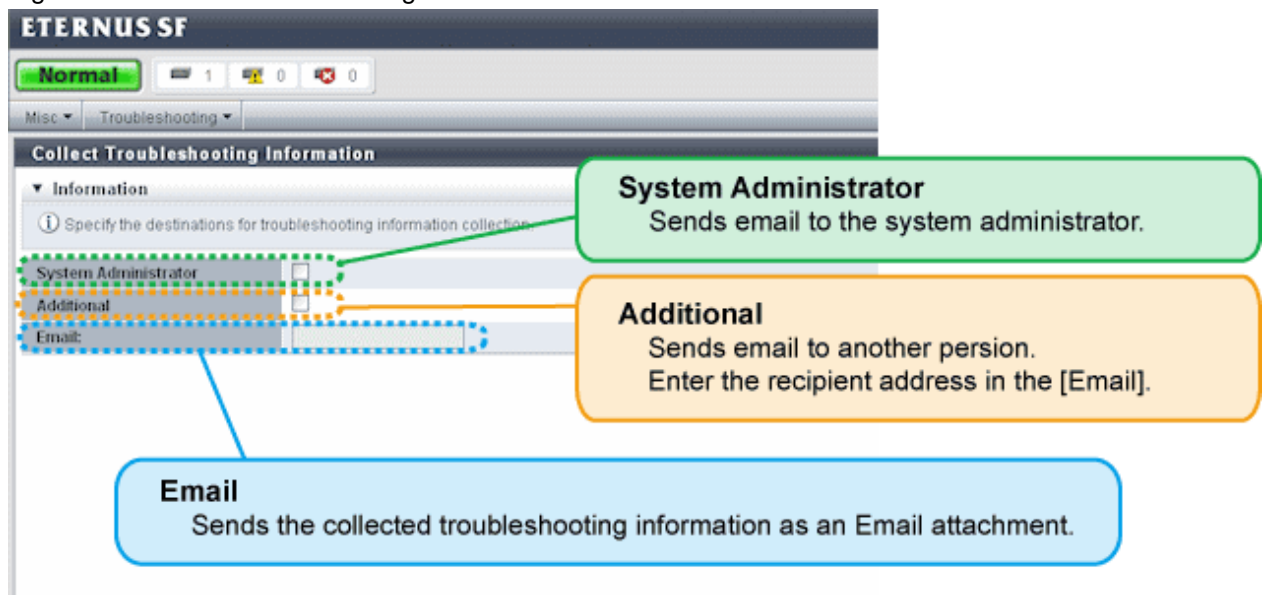 ETERNUS SF
Normal 1 0 0
Misc Troubleshooting
Collect Troubleshooting Information
Information
Specify the destinations for troubleshooting information collection.
System Administrator
Additional
Email:
System Administrator
Sends email to the system administrator.
Additional
Sends email to another persion.
Enter the recipient address in the [Email].
Email
Sends the collected troubleshooting information as an Email attachment.